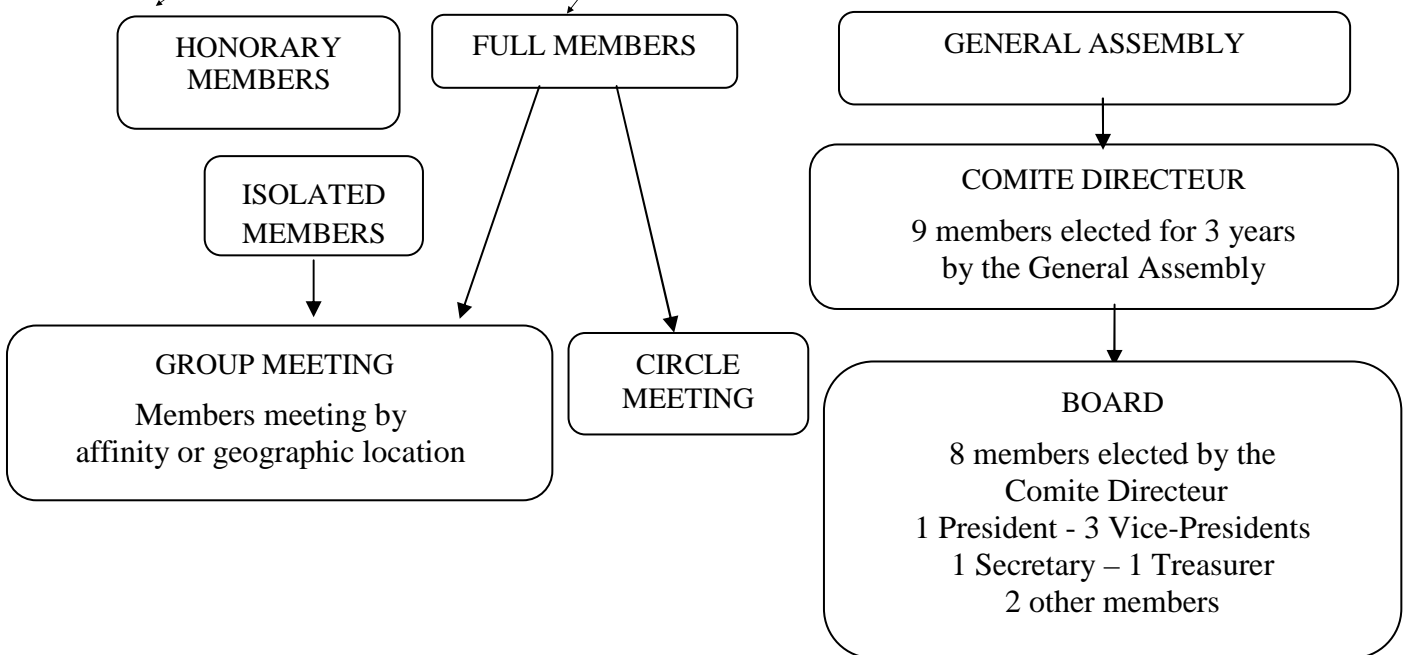 HONORARY
MEMBERS
FULL MEMBERS
GENERAL ASSEMBLY
ISOLATED
MEMBERS
COMITE DIRECTEUR
9 members elected for 3 years
by the General Assembly
GROUP MEETING
Members meeting by
affinity or geographic location
CIRCLE
MEETING
BOARD
8 members elected by the
Comite Directeur
1 President - 3 Vice-Presidents
1 Secretary – 1 Treasurer
2 other members